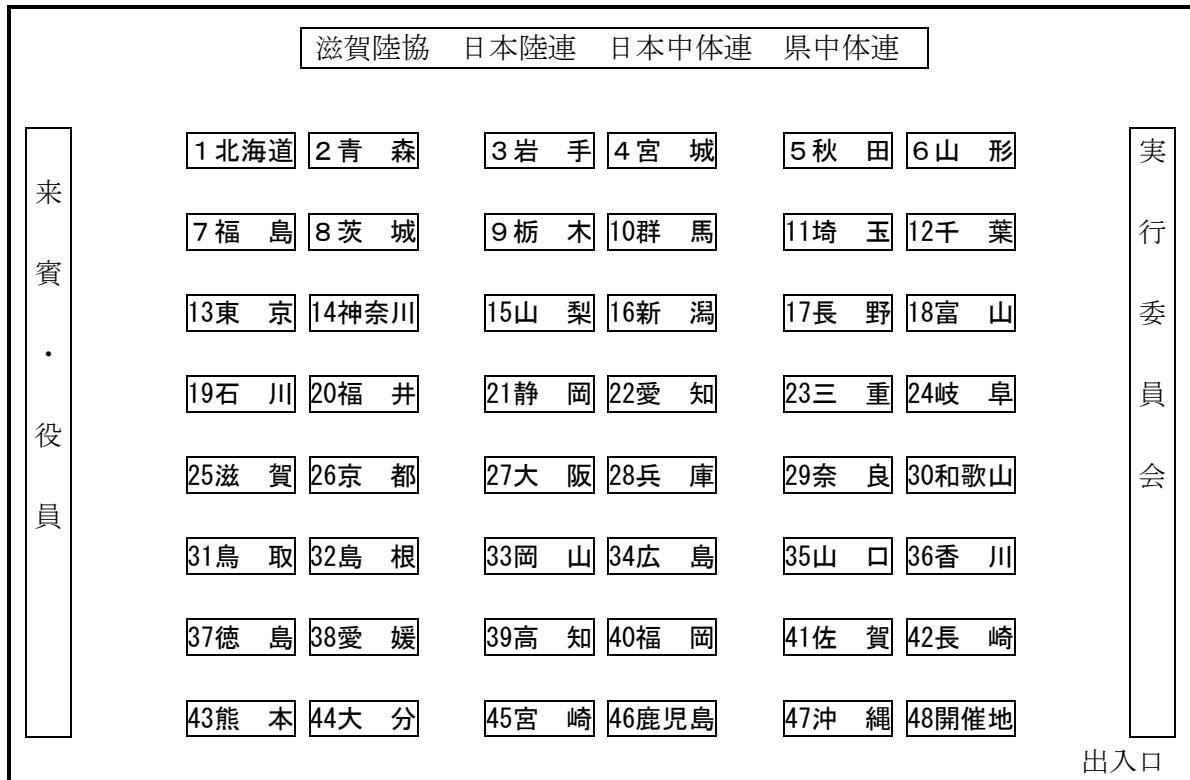 滋賀陸協　日本陸連　日本中体連　県中体連
来賓・役員
１北海道 ２青　森 ３岩　手 ４宮　城 ５秋　田 ６山　形
７福　島 ８茨　城 ９栃　木 10群　馬 11埼　玉 12千　葉
13東　京 14神奈川 15山　梨 16新　潟 17長　野 18富　山
19石　川 20福　井 21静　岡 22愛　知 23三　重 24岐　阜
25滋　賀 26京　都 27大　阪 28兵　庫 29奈　良 30和歌山
31鳥　取 32島　根 33岡　山 34広　島 35山　口 36香　川
37徳　島 38愛　媛 39高　知 40福　岡 41佐　賀 42長　崎
43熊　本 44大　分 45宮　崎 46鹿児島 47沖　縄 48開催地
実行委員会
出入口